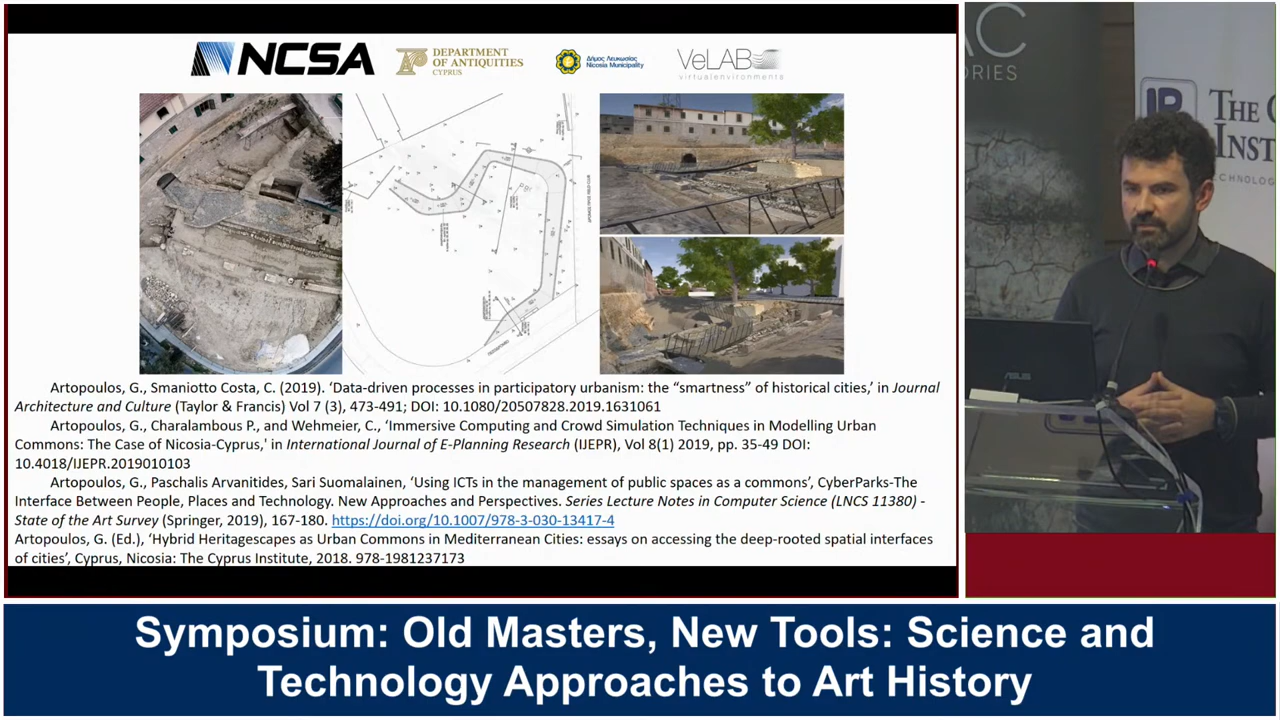 NCSA
DEPARTMENT
OF ANTIQUITIES
CYPRUS
Δήμος Λευκωσίας
Nicosia Municipality
VeLAB
virtualenvironments
Artopoulos, G., Smaniotto Costa, C. (2019). ‘Data-driven processes in participatory urbanism: the “smartness” of historical cities,’ in Journal
Architecture and Culture (Taylor & Francis) Vol 7 (3), 473-491; DOI: 10.1080/20507828.2019.1631061
Artopoulos, G., Charalambous P., and Wehmeier, C., ‘Immersive Computing and Crowd Simulation Techniques in Modelling Urban
Commons: The Case of Nicosia-Cyprus,' in International Journal of E-Planning Research (IJEPR), Vol 8(1) 2019, pp. 35-49 DOI:
10.4018/IJEPR.2019010103
Artopoulos, G., Paschalis Arvanitides, Sari Suomalainen, ‘Using ICTs in the management of public spaces as a commons’, CyberParks-The
Interface Between People, Places and Technology. New Approaches and Perspectives. Series Lecture Notes in Computer Science (LNCS 11380) -
State of the Art Survey (Springer, 2019), 167-180. https://doi.org/10.1007/978-3-030-13417-4
Artopoulos, G. (Ed.), ‘Hybrid Heritagescapes as Urban Commons in Mediterranean Cities: essays on accessing the deep-rooted spatial interfaces
of cities’, Cyprus, Nicosia: The Cyprus Institute, 2018. 978-1981237173
AC
ORIES
THE C
INST
CHNOLOG
ASUS
Symposium: Old Masters, New Tools: Science and
Technology Approaches to Art History